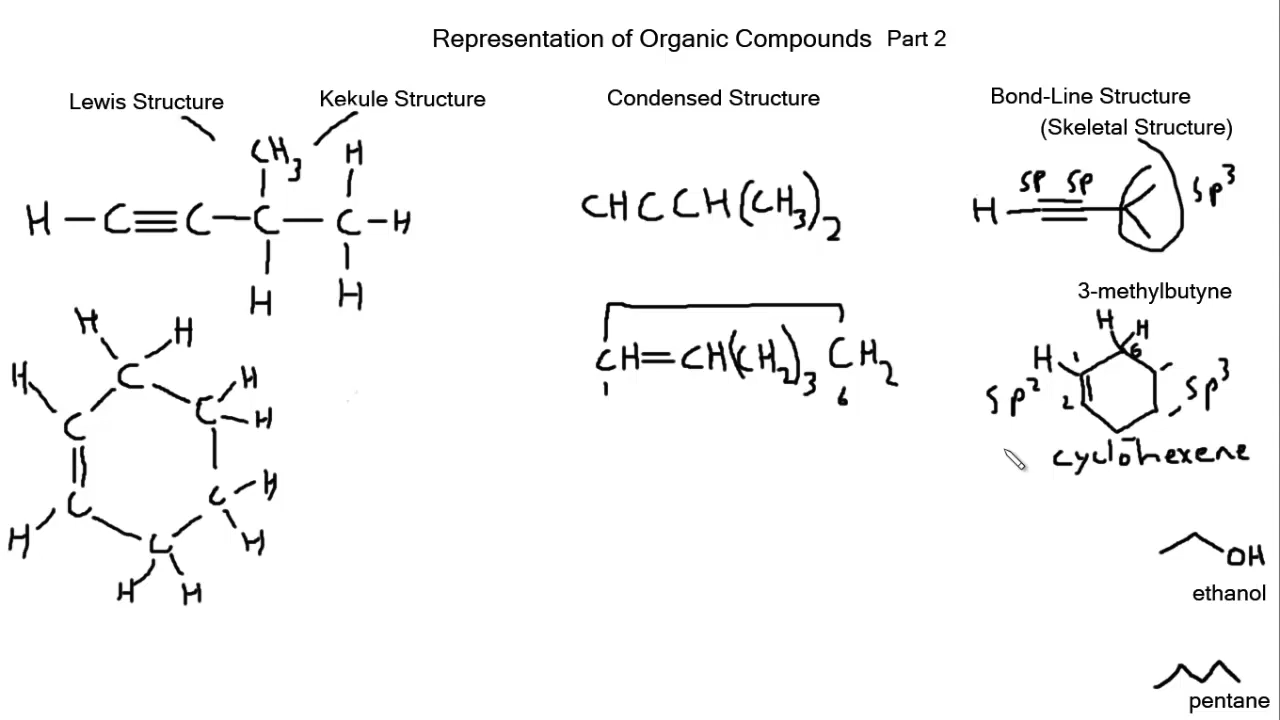 Representation of Organic Compounds Part 2
Lewis Structure
Kekule Structure
Condensed Structure
Bond-Line Structure
(Skeletal Structure)
CH3 H
H—C≡C—C—C—H
H H
CHCCH(CH3)2
sp sp sp3
H
3-methylbutyne
H H
H C H
C C H
C C H
H C H
H H
CH=CH(CH2)3CH2
1 6
H H
H 1 6
sp2 2 sp3
cyclohexene
OH
ethanol
pentane